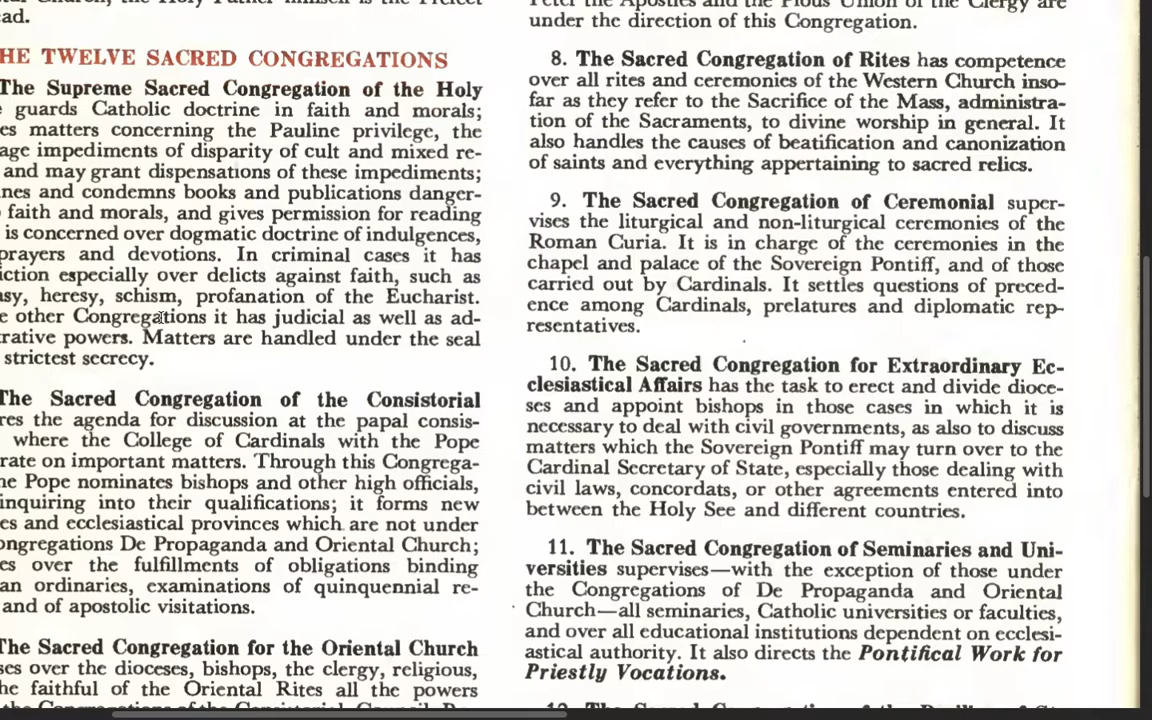 ead.
HE TWELVE SACRED CONGREGATIONS
The Supreme Sacred Congregation of the Holy
guards Catholic doctrine in faith and morals;
es matters concerning the Pauline privilege, the
age impediments of disparity of cult and mixed re-
and may grant dispensations of these impediments;
nes and condemns books and publications danger-
faith and morals, and gives permission for reading
is concerned over dogmatic doctrine of indulgences,
prayers and devotions. In criminal cases it has
iction especially over delicts against faith, such as
asy, heresy, schism, profanation of the Eucharist.
e other Congregations it has judicial as well as ad-
rative powers. Matters are handled under the seal
strictest secrecy.
The Sacred Congregation of the Consistorial
res the agenda for discussion at the papal consis-
where the College of Cardinals with the Pope
rate on important matters. Through this Congrega-
he Pope nominates bishops and other high officials,
inquiring into their qualifications; it forms new
es and ecclesiastical provinces which are not under
ongregations De Propaganda and Oriental Church;
es over the fulfillments of obligations binding
an ordinaries, examinations of quinquennial re-
and of apostolic visitations.
The Sacred Congregation for the Oriental Church
ses over the dioceses, bishops, the clergy, religious,
he faithful of the Oriental Rites all the powers
Peter the Apostles and the Pious Union of the Clergy are
under the direction of this Congregation.
8. The Sacred Congregation of Rites has competence
over all rites and ceremonies of the Western Church inso-
far as they refer to the Sacrifice of the Mass, administra-
tion of the Sacraments, to divine worship in general. It
also handles the causes of beatification and canonization
of saints and everything appertaining to sacred relics.
9. The Sacred Congregation of Ceremonial super-
vises the liturgical and non-liturgical ceremonies of the
Roman Curia. It is in charge of the ceremonies in the
chapel and palace of the Sovereign Pontiff, and of those
carried out by Cardinals. It settles questions of preced-
ence among Cardinals, prelatures and diplomatic rep-
resentatives.
10. The Sacred Congregation for Extraordinary Ec-
clesiastical Affairs has the task to erect and divide dioce-
ses and appoint bishops in those cases in which it is
necessary to deal with civil governments, as also to discuss
matters which the Sovereign Pontiff may turn over to the
Cardinal Secretary of State, especially those dealing with
civil laws, concordats, or other agreements entered into
between the Holy See and different countries.
11. The Sacred Congregation of Seminaries and Uni-
versities supervises—with the exception of those under
the Congregations of De Propaganda and Oriental
Church—all seminaries, Catholic universities or faculties,
and over all educational institutions dependent on ecclesi-
astical authority. It also directs the Pontifical Work for
Priestly Vocations.